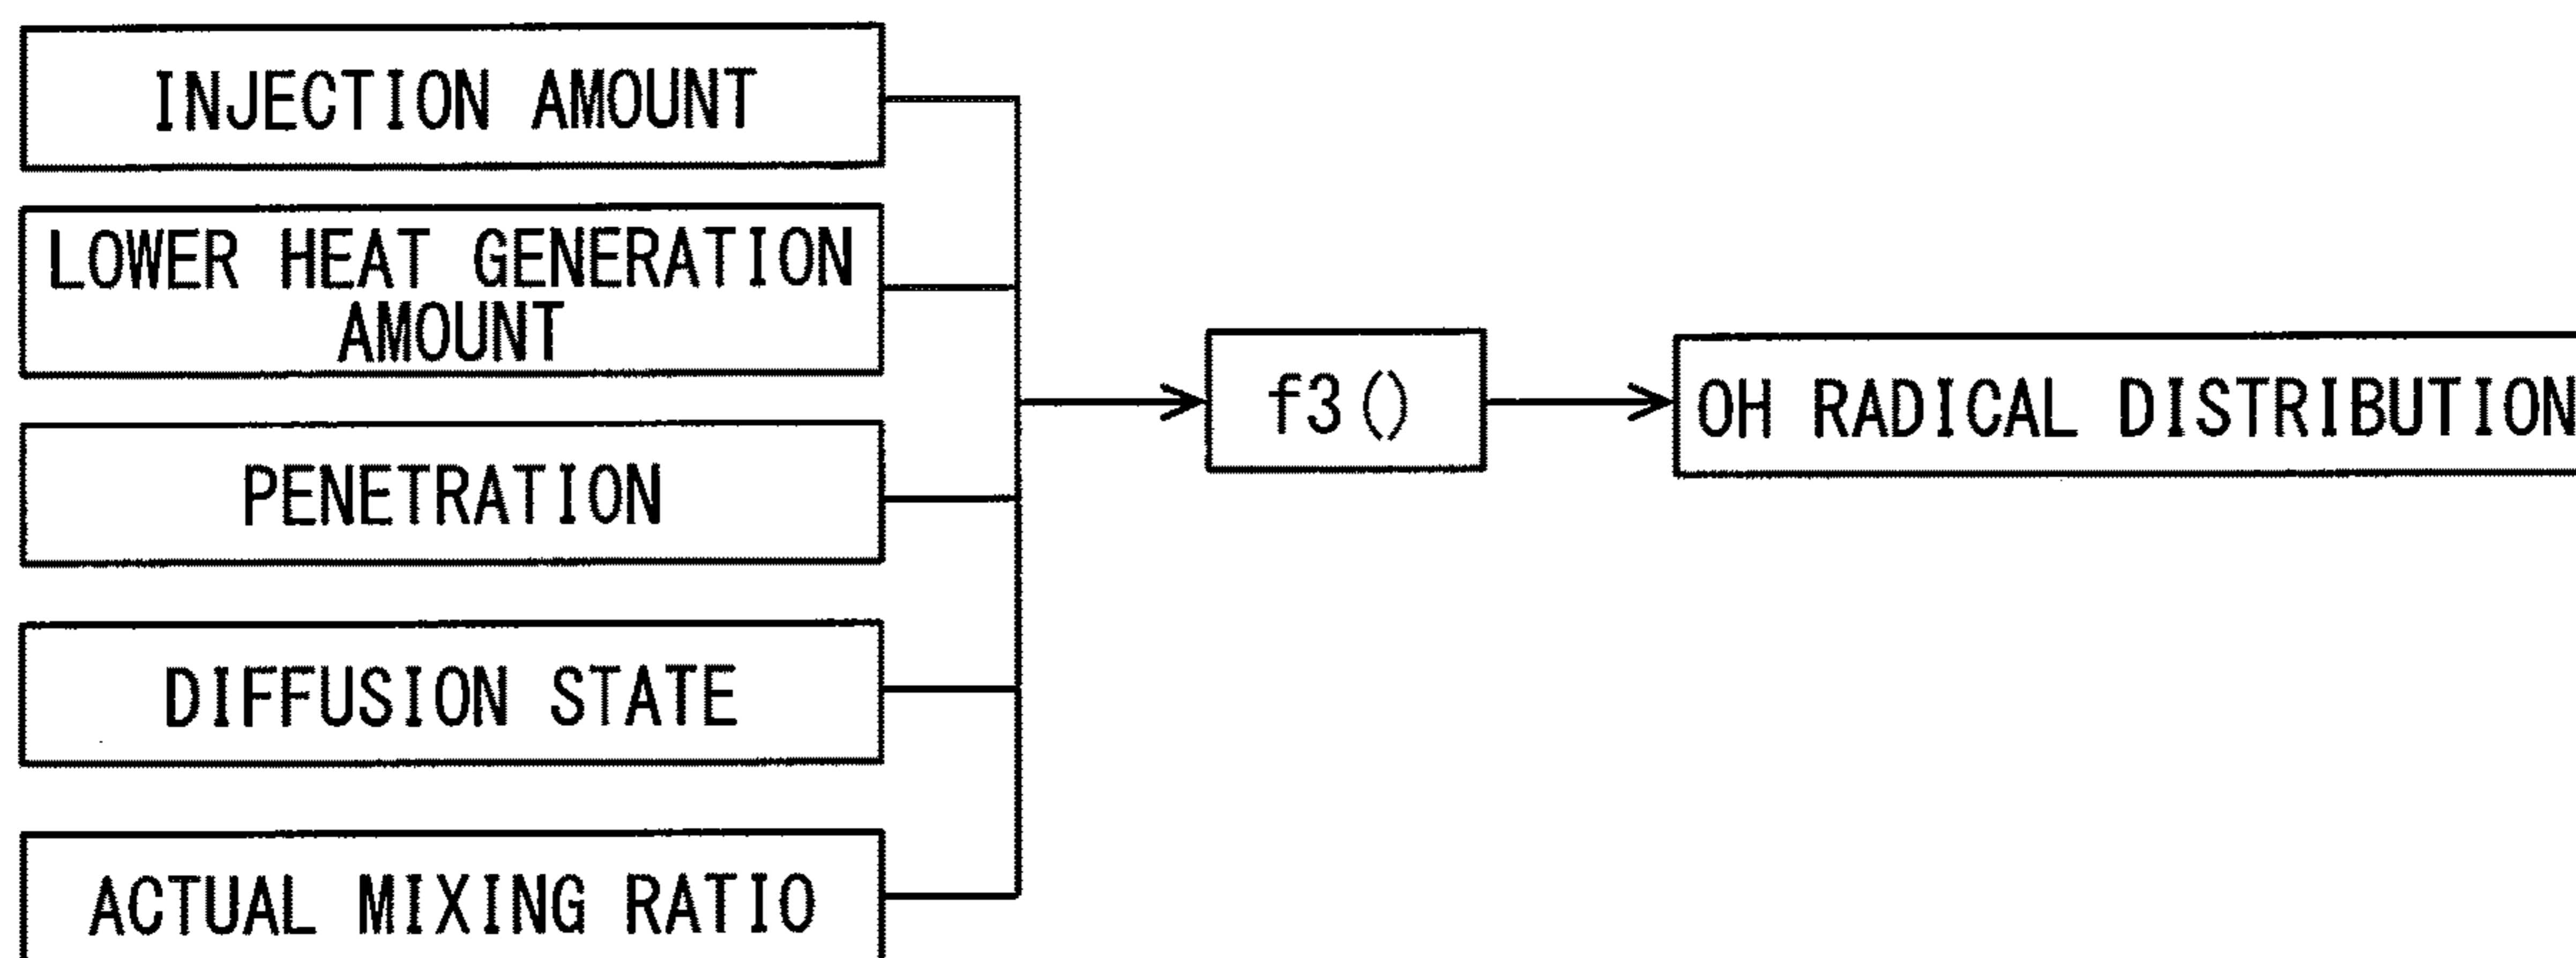 INJECTION AMOUNT
LOWER HEAT GENERATION
AMOUNT
PENETRATION
DIFFUSION STATE
ACTUAL MIXING RATIO
f3()
OH RADICAL DISTRIBUTION